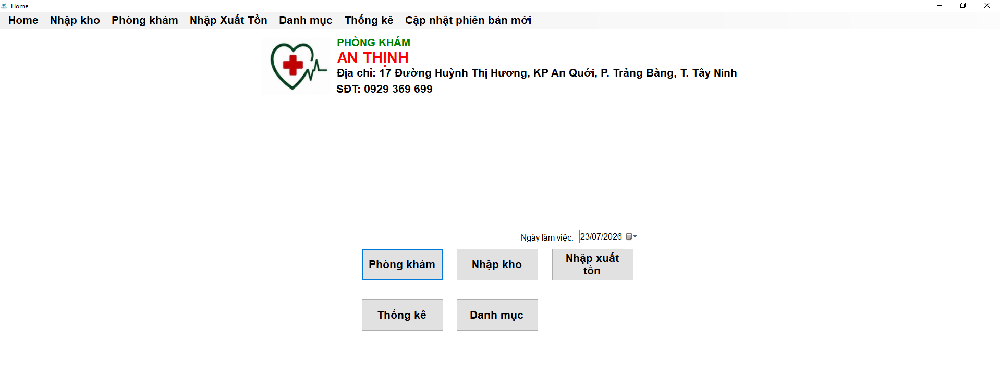 Home
Home Nhập kho Phòng khám Nhập Xuất Tồn Danh mục Thống kê Cập nhật phiên bản mới
PHÒNG KHÁM
AN THỊNH
Địa chỉ: 17 Đường Huỳnh Thị Hương, KP An Quới, P. Trảng Bàng, T. Tây Ninh
SĐT: 0929 369 699
Ngày làm việc: 23/07/2026
Phòng khám Nhập kho Nhập xuất
tồn
Thống kê Danh mục